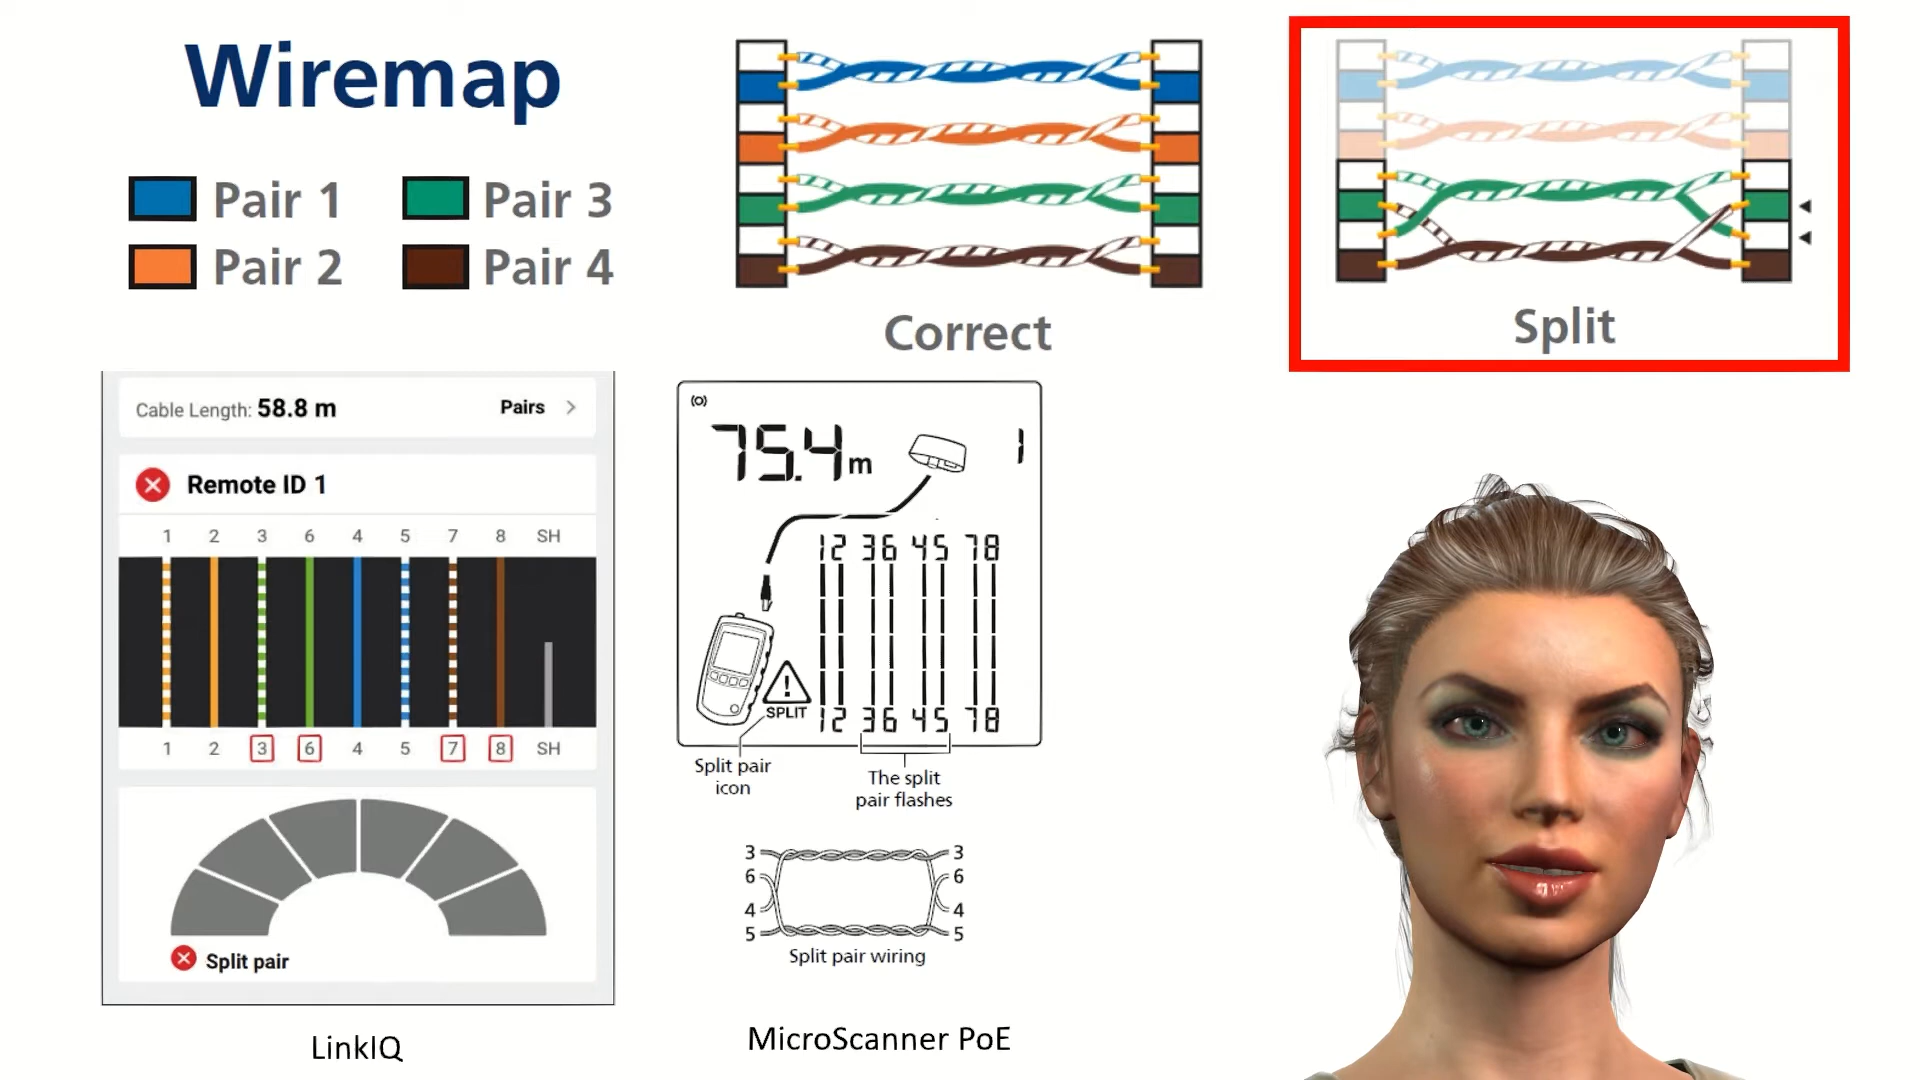 Wiremap
Pair 1
Pair 3
Pair 2
Pair 4
Correct
Split
Cable Length: 58.8 m
Pairs
Remote ID 1
1 2 3 6 4 5 7 8 SH
1 2 3 6 4 5 7 8 SH
Split pair
LinkIQ
75.4 m
1
12 36 45 78
SPLIT
12 36 45 78
Split pair
icon
The split
pair flashes
3 3
6 6
4 4
5 5
Split pair wiring
MicroScanner PoE